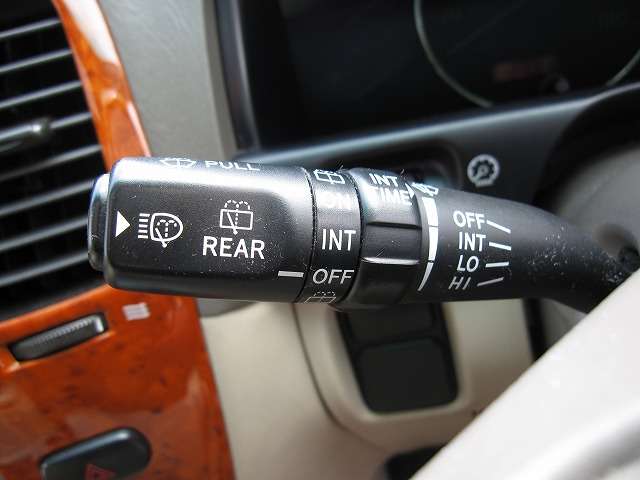 PULL
REAR
ON
INT
OFF
INT
TIME
OFF
INT
LO
HI